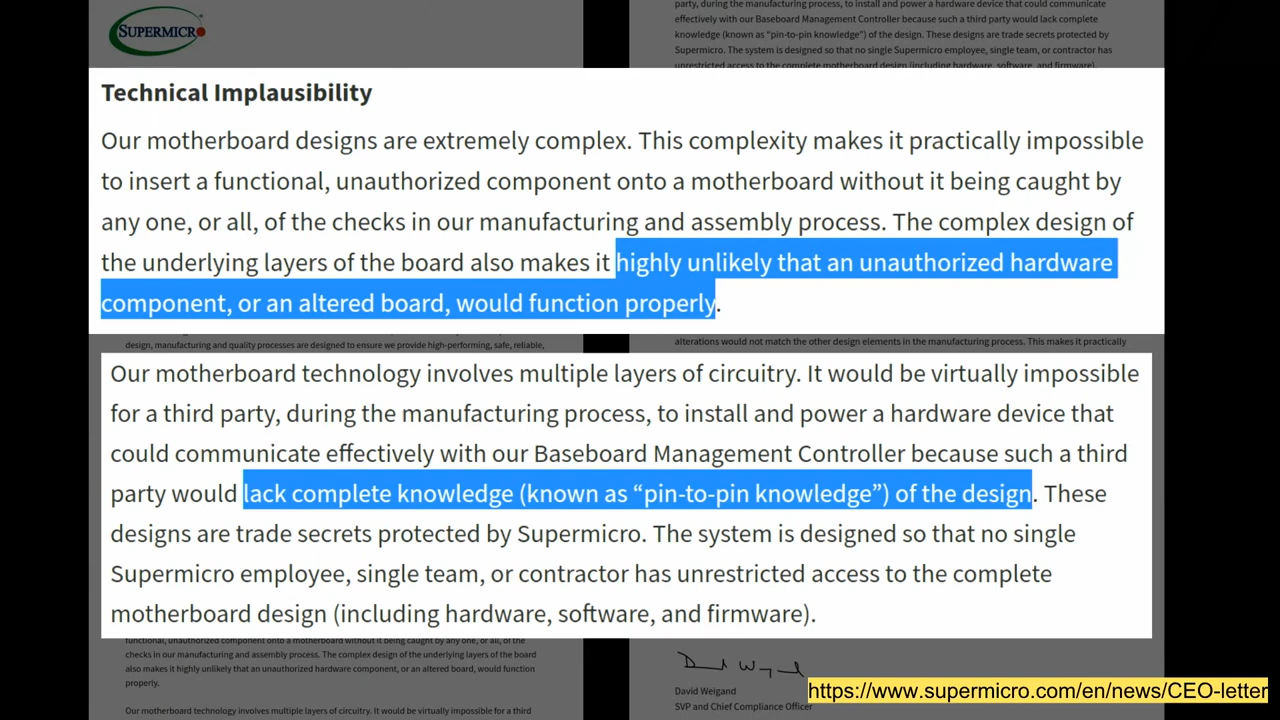 SUPERMICRO
party, during the manufacturing process, to install and power a hardware device that could communicate
effectively with our Baseboard Management Controller because such a third party would lack complete
knowledge (known as “pin-to-pin knowledge”) of the design. These designs are trade secrets protected by
Supermicro. The system is designed so that no single Supermicro employee, single team, or contractor has
unrestricted access to the complete motherboard design (including hardware, software, and firmware).
Technical Implausibility
Our motherboard designs are extremely complex. This complexity makes it practically impossible
to insert a functional, unauthorized component onto a motherboard without it being caught by
any one, or all, of the checks in our manufacturing and assembly process. The complex design of
the underlying layers of the board also makes it highly unlikely that an unauthorized hardware
component, or an altered board, would function properly.
design, manufacturing and quality processes are designed to ensure we provide high-performing, safe, reliable,
alterations would not match the other design elements in the manufacturing process. This makes it practically
Our motherboard technology involves multiple layers of circuitry. It would be virtually impossible
for a third party, during the manufacturing process, to install and power a hardware device that
could communicate effectively with our Baseboard Management Controller because such a third
party would lack complete knowledge (known as “pin-to-pin knowledge”) of the design. These
designs are trade secrets protected by Supermicro. The system is designed so that no single
Supermicro employee, single team, or contractor has unrestricted access to the complete
motherboard design (including hardware, software, and firmware).
functional, unauthorized component onto a motherboard without it being caught by any one, or all, of the
checks in our manufacturing and assembly process. The complex design of the underlying layers of the board
also makes it highly unlikely that an unauthorized hardware component, or an altered board, would function
properly.
Our motherboard technology involves multiple layers of circuitry. It would be virtually impossible for a third
David Weigand
SVP and Chief Compliance Officer
https://www.supermicro.com/en/news/CEO-letter